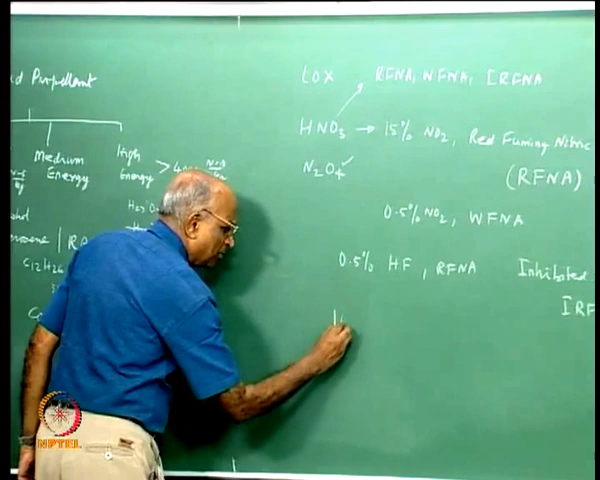 Propellant
Medium
Energy
High
Energy
>
C12H26
LOX
RFNA, WFNA, IRFNA
HNO3 → 15% NO2, Red Fuming Nitric
(RFNA)
N2O4 ✓
0.5% NO2, WFNA
0.5% HF, RFNA Inhibited
NPTEL